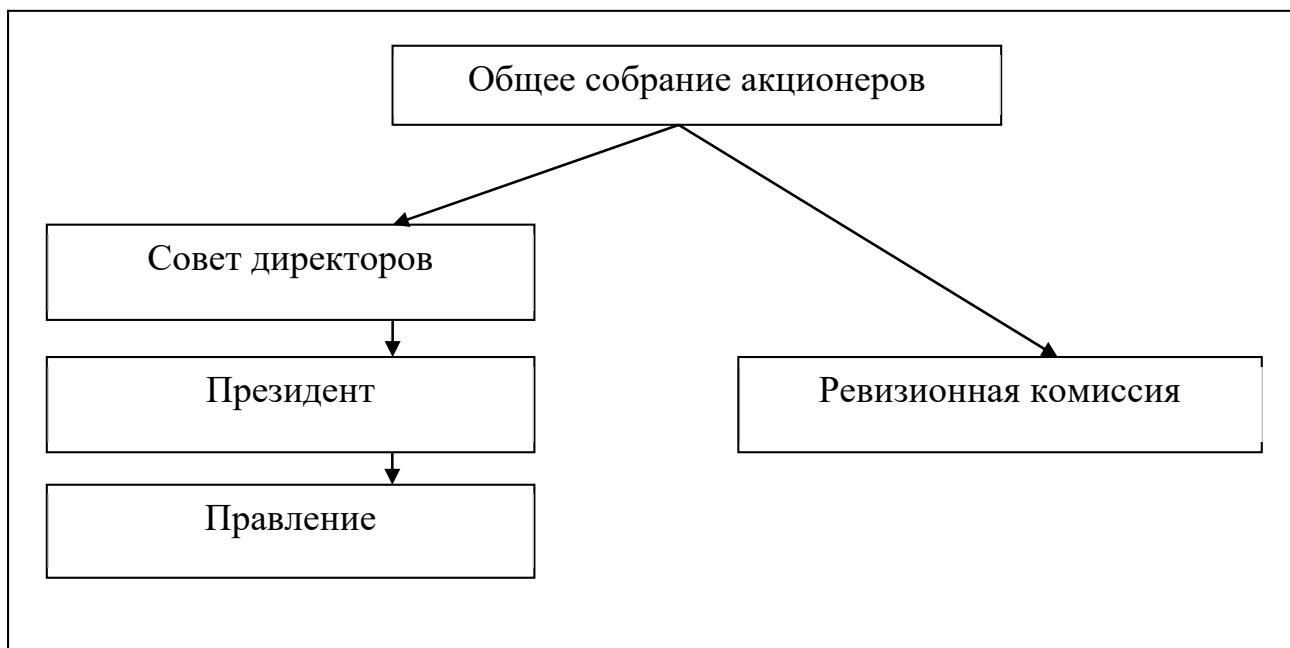 Общее собрание акционеров
Совет директоров
Президент
Ревизионная комиссия
Правление